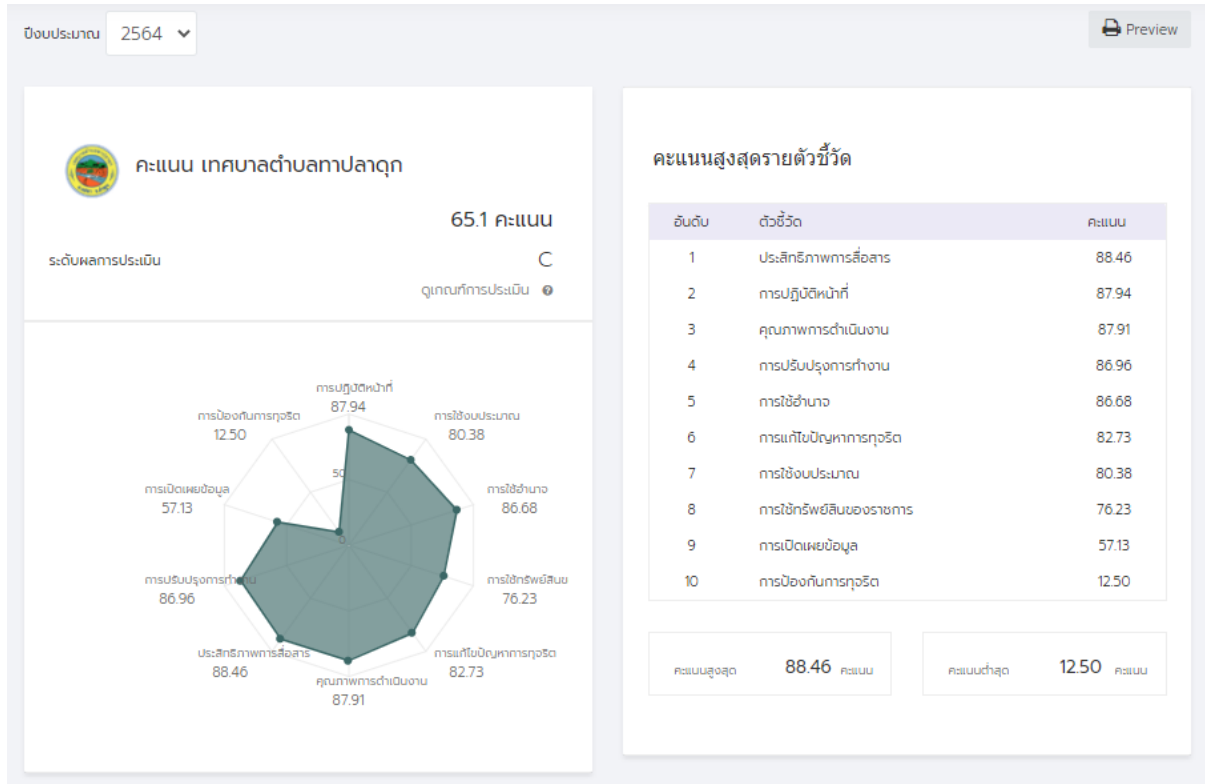 ปีงบประมาณ 2564
Preview
คะแนน เทศบาลตำบลทาปลาดุก
65.1 คะแนน
ระดับผลการประเมิน C
ดูเกณฑ์การประเมิน
การปฏิบัติหน้าที่
87.94
การป้องกันการทุจริต
12.50
การใช้งบประมาณ
80.38
50
การเปิดเผยข้อมูล
57.13
การใช้อำนาจ
86.68
0
การปรับปรุงการทำงาน
86.96
การใช้ทรัพย์สินข
76.23
ประสิทธิภาพการสื่อสาร
88.46
การแก้ไขปัญหาการทุจริต
82.73
คุณภาพการดำเนินงาน
87.91
คะแนนสูงสุดรายตัวชี้วัด
อันดับ ตัวชี้วัด คะแนน
1 ประสิทธิภาพการสื่อสาร 88.46
2 การปฏิบัติหน้าที่ 87.94
3 คุณภาพการดำเนินงาน 87.91
4 การปรับปรุงการทำงาน 86.96
5 การใช้อำนาจ 86.68
6 การแก้ไขปัญหาการทุจริต 82.73
7 การใช้งบประมาณ 80.38
8 การใช้ทรัพย์สินของราชการ 76.23
9 การเปิดเผยข้อมูล 57.13
10 การป้องกันการทุจริต 12.50
คะแนนสูงสุด 88.46 คะแนน
คะแนนต่ำสุด 12.50 คะแนน